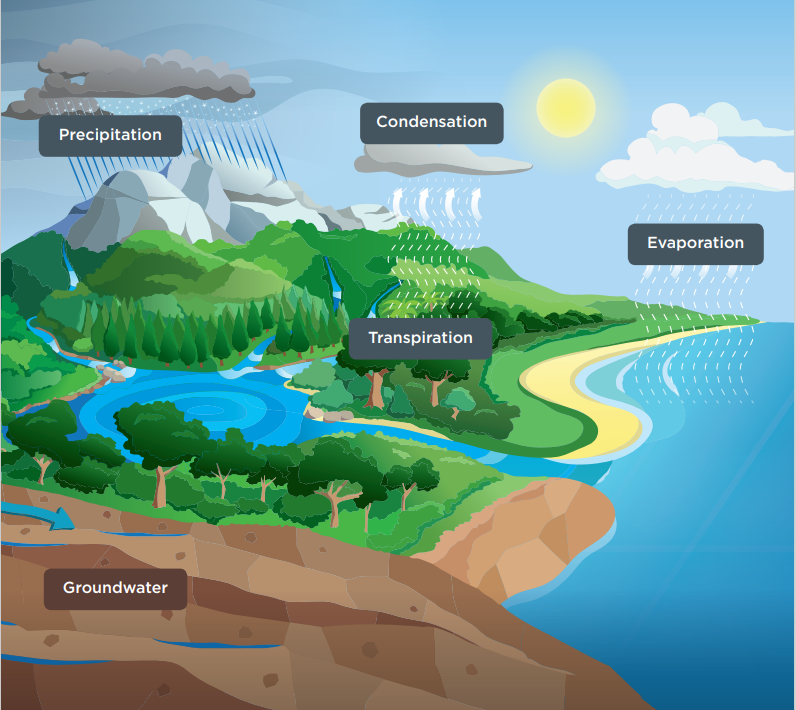 Precipitation
Condensation
Evaporation
Transpiration
Groundwater